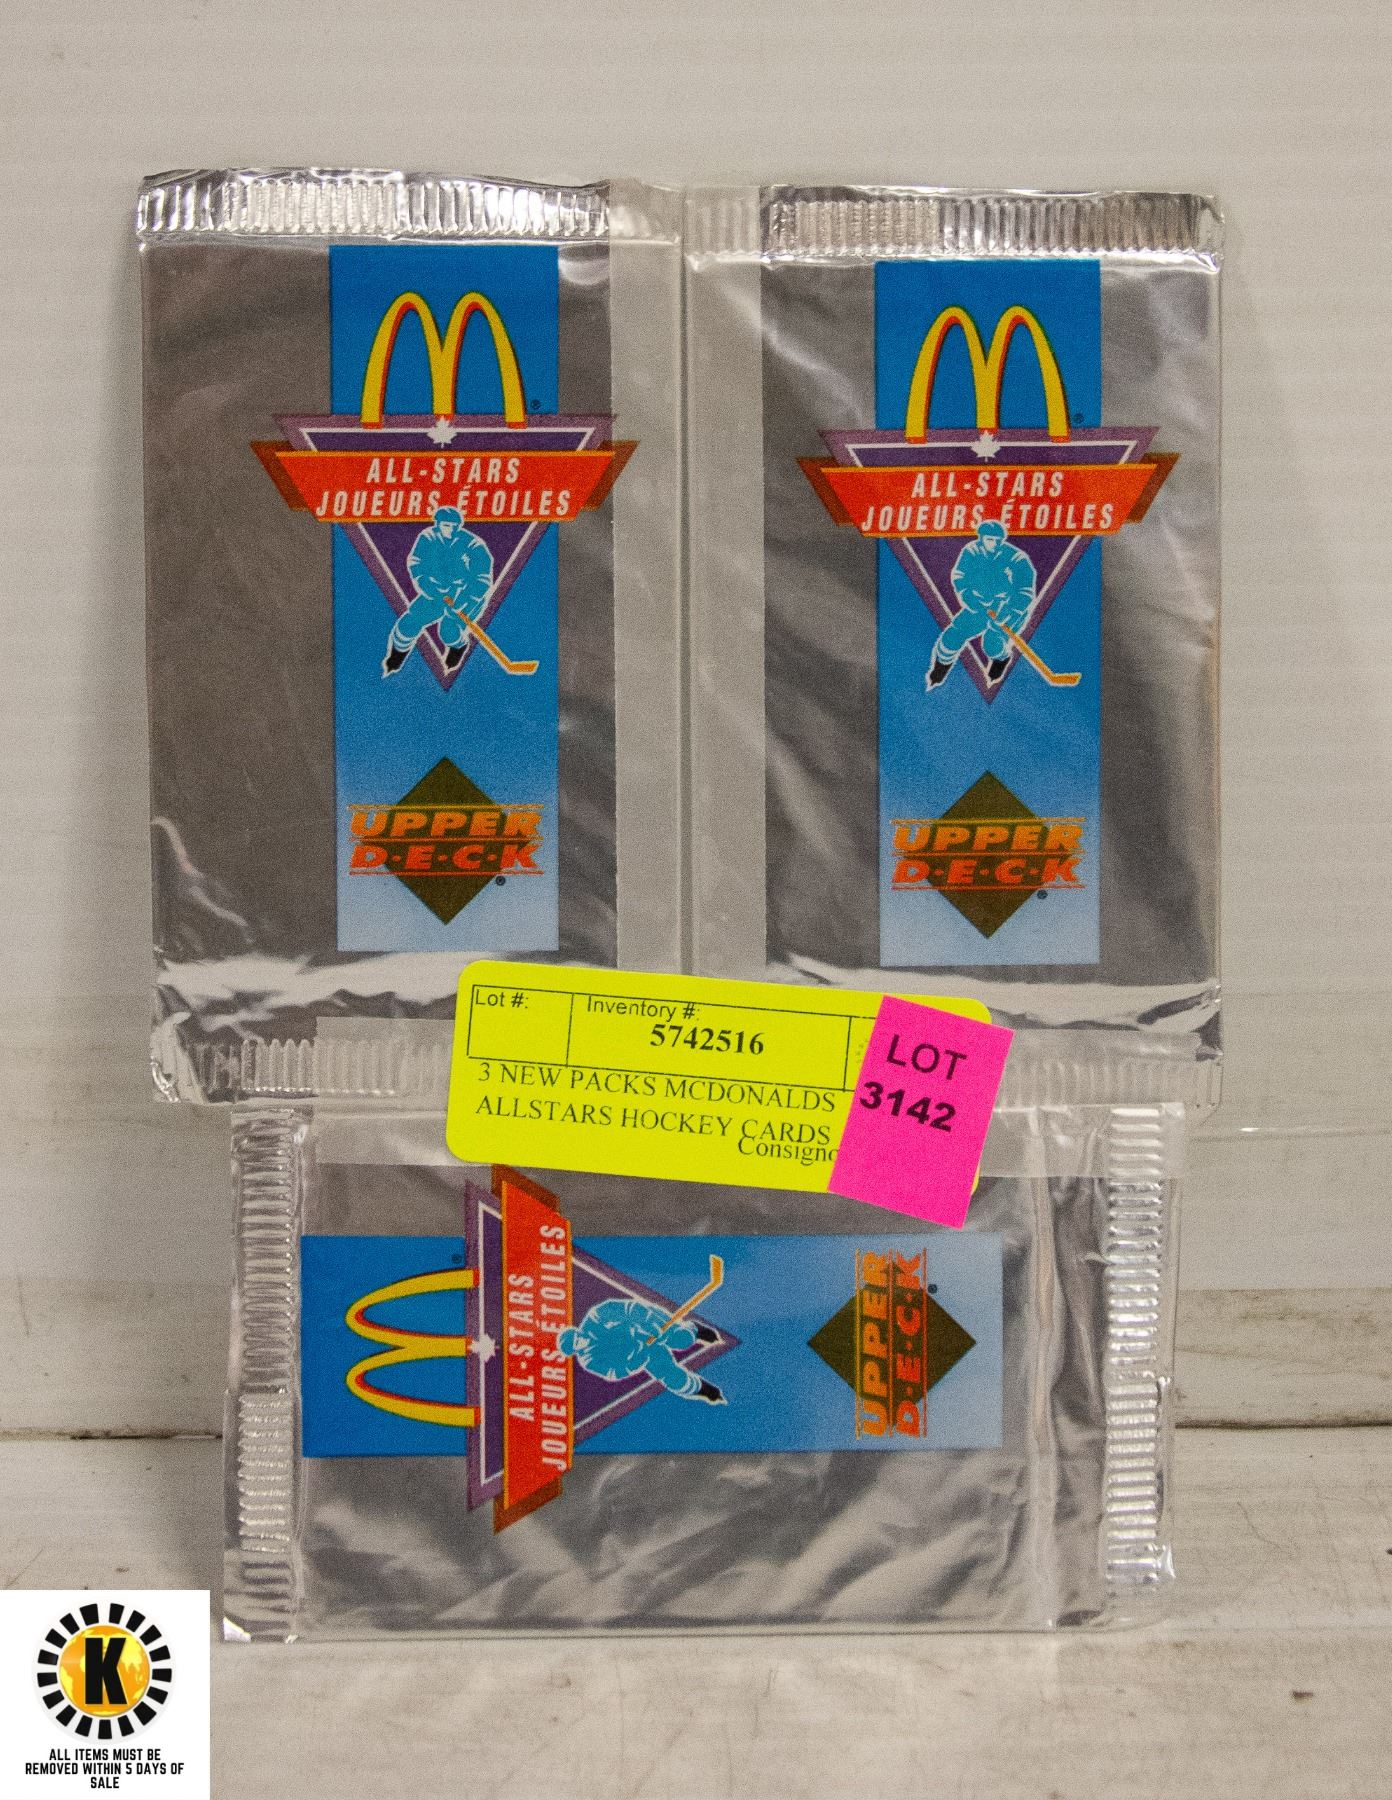 ALL-STARS
JOUEURS ÉTOILES
UPPER
D·E·C·K
ALL-STARS
JOUEURS ÉTOILES
UPPER
D·E·C·K
Lot #:
Inventory #:
5742516
3 NEW PACKS MCDONALDS
ALLSTARS HOCKEY CARDS
LOT
3142
ALL-STARS
JOUEURS ÉTOILES
UPPER
D·E·C·K
K
ALL ITEMS MUST BE
REMOVED WITHIN 5 DAYS OF
SALE